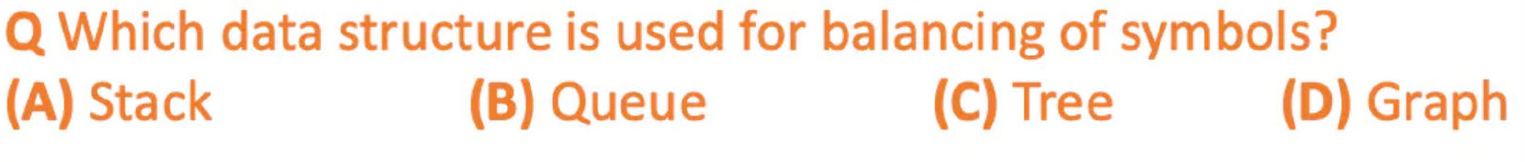 Q Which data structure is used for balancing of symbols?
(A) Stack (B) Queue (C) Tree (D) Graph